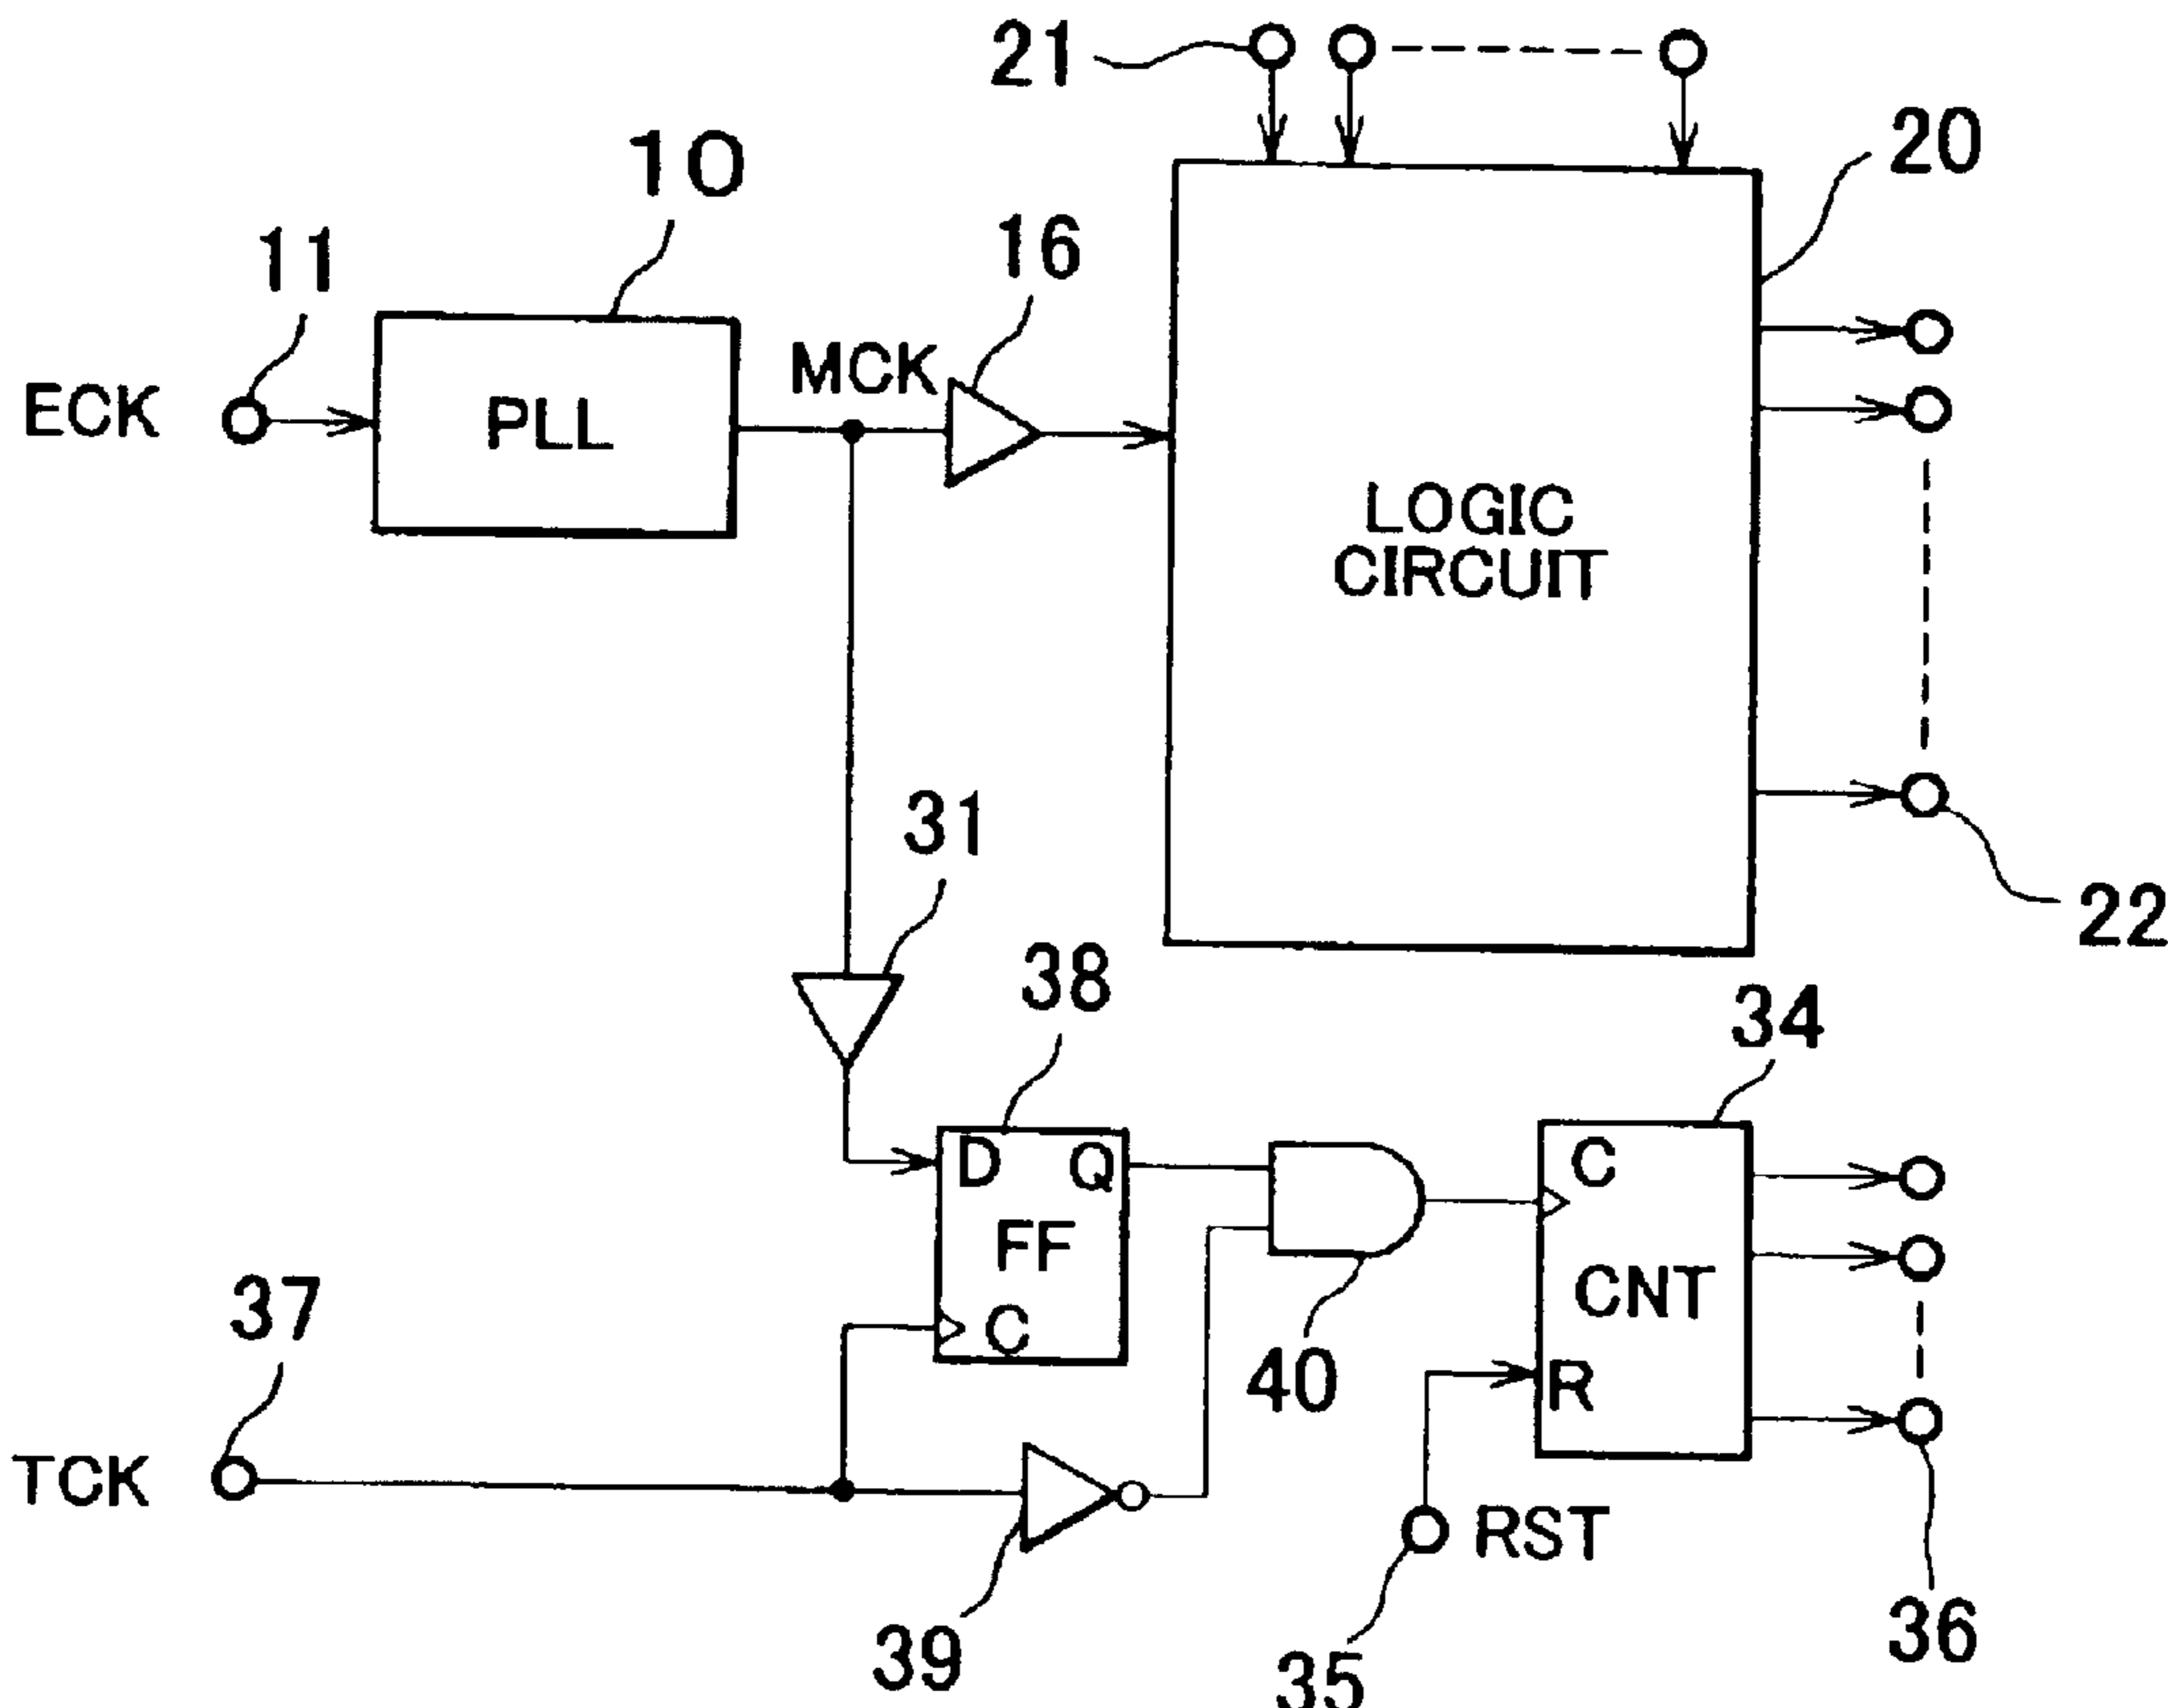 21
20
10
16
11
MCK
ECK
PLL
LOGIC
CIRCUIT
31
22
38
34
D Q
C
FF
CNT
37
C
40
R
TCK
RST
39
35
36